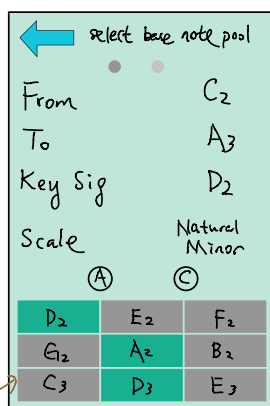 select base note pool
From C2
To A3
Key Sig D2
Scale Natural
Minor
A C
D2 E2 F2
G2 A2 B2
C3 D3 E3